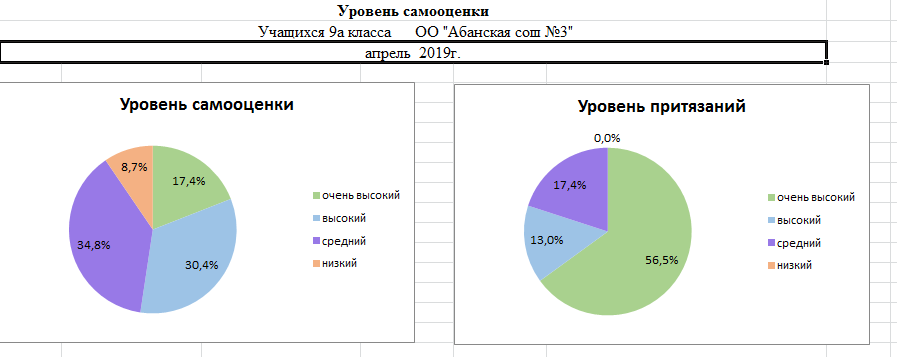 Уровень самооценки
Учащихся 9а класса ОО "Абанская сош №3"
апрель 2019г.
Уровень самооценки
8,7%
17,4%
34,8%
30,4%
очень высокий
высокий
средний
низкий
Уровень притязаний
0,0%
17,4%
13,0%
56,5%
очень высокий
высокий
средний
низкий